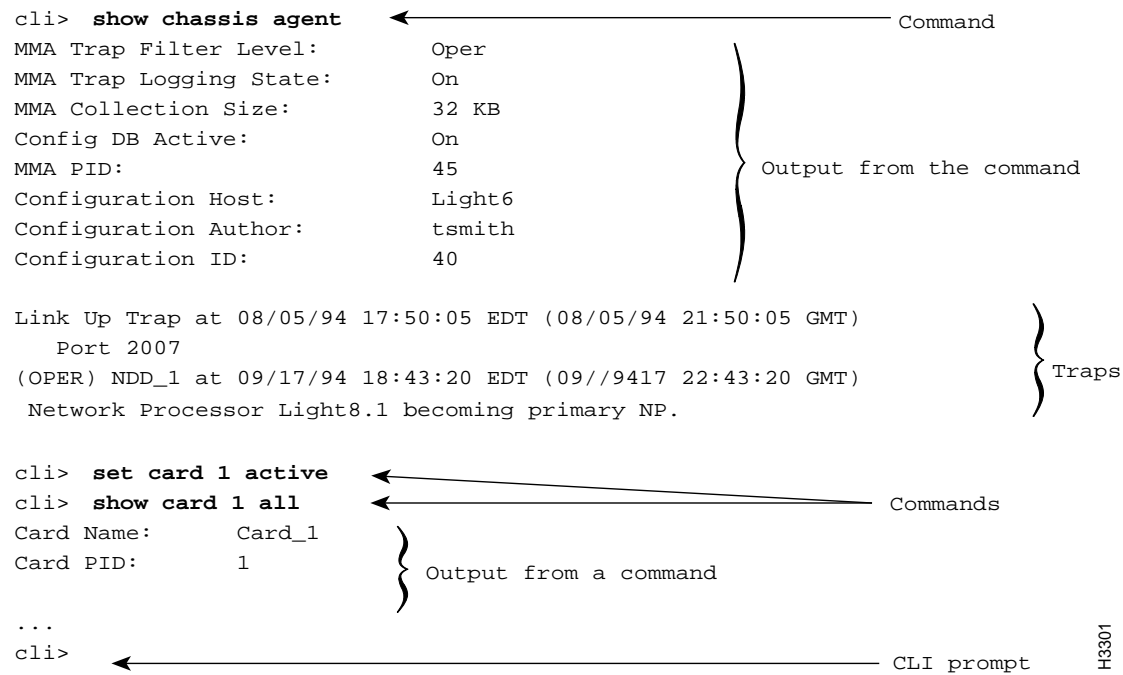 cli> show chassis agent Command
MMA Trap Filter Level: Oper
MMA Trap Logging State: On
MMA Collection Size: 32 KB
Config DB Active: On
MMA PID: 45 Output from the command
Configuration Host: Light6
Configuration Author: tsmith
Configuration ID: 40
Link Up Trap at 08/05/94 17:50:05 EDT (08/05/94 21:50:05 GMT)
Port 2007
(OPER) NDD_1 at 09/17/94 18:43:20 EDT (09//9417 22:43:20 GMT) Traps
Network Processor Light8.1 becoming primary NP.
cli> set card 1 active
cli> show card 1 all Commands
Card Name: Card_1
Card PID: 1 Output from a command
...
cli> CLI prompt
H3301